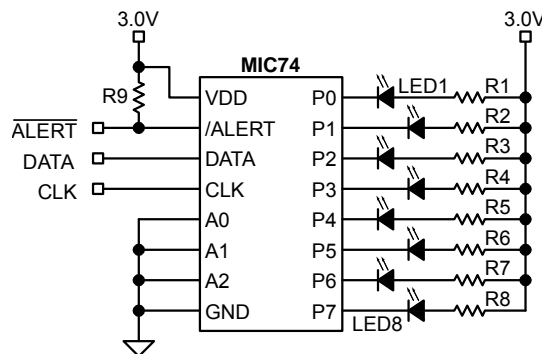 3.0V 3.0V
MIC74
R9 VDD P0 LED1 R1
ALERT /ALERT P1 R2
DATA DATA P2 R3
CLK CLK P3 R4
A0 P4 R5
A1 P5 R6
A2 P6 R7
GND P7 LED8 R8